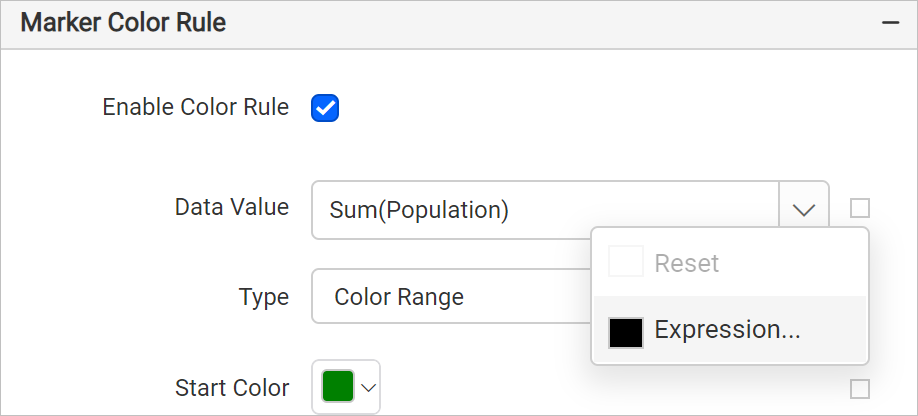 Marker Color Rule
Enable Color Rule
Data Value
Sum(Population)
Reset
Type
Color Range
Expression...
Start Color